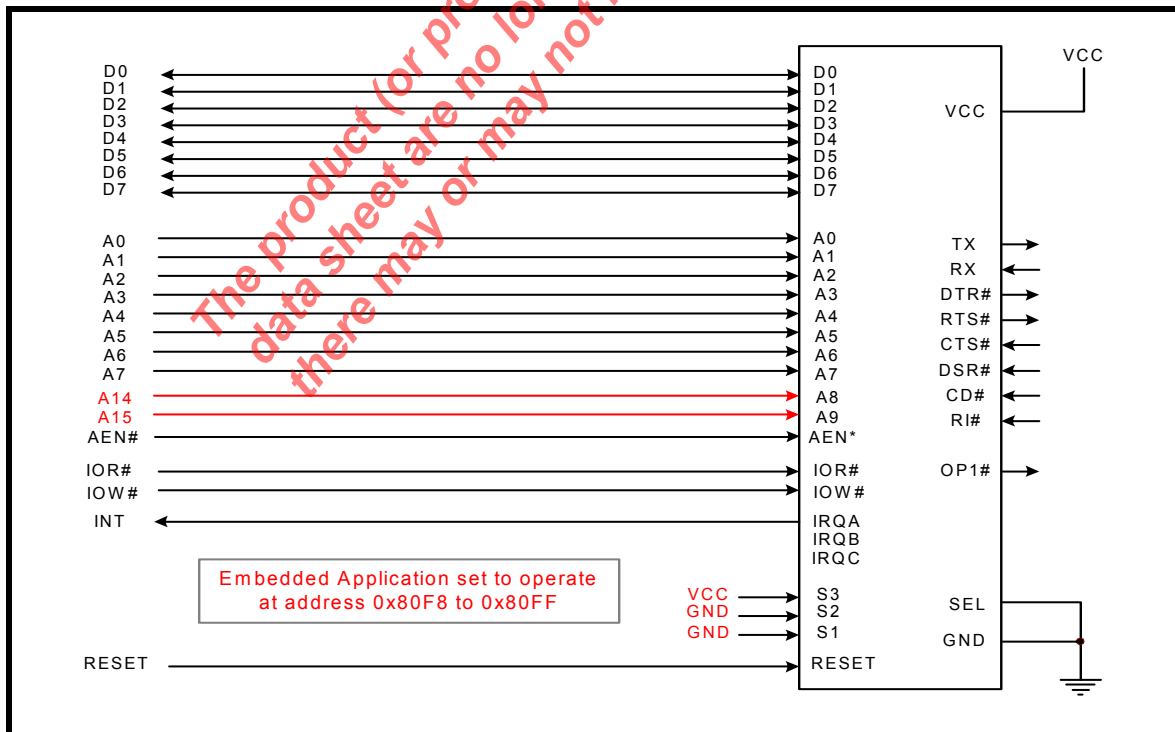 The product (or pro
data sheet are no lo
there may or may not
D0
D1
D2
D3
D4
D5
D6
D7
A0
A1
A2
A3
A4
A5
A6
A7
A14
A15
AEN#
IOR#
IOW#
INT
RESET
D0
D1
D2
D3
D4
D5
D6
D7
A0
A1
A2
A3
A4
A5
A6
A7
A8
A9
AEN*
IOR#
IOW#
IRQA
IRQB
IRQC
VCC S3
GND S2
GND S1
RESET
Embedded Application set to operate
at address 0x80F8 to 0x80FF
VCC
VCC
TX
RX
DTR#
RTS#
CTS#
DSR#
CD#
RI#
OP1#
SEL
GND